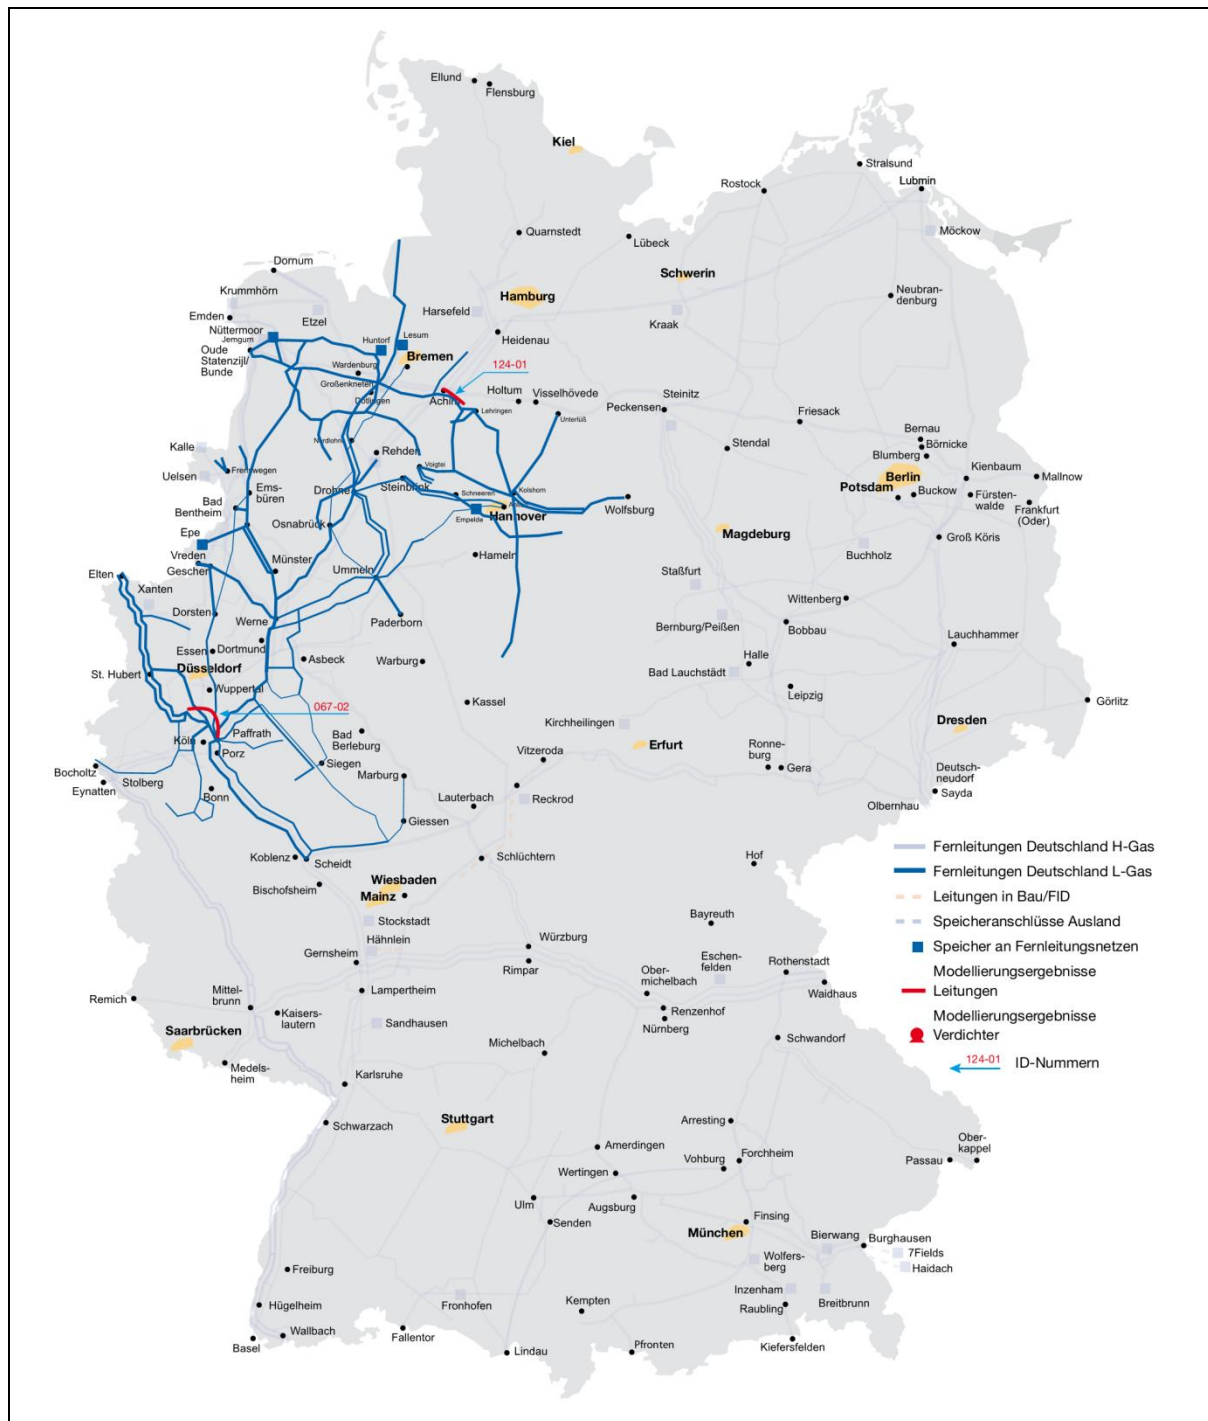 Ellund
Flensburg
Kiel
Stralsund
Rostock
Lubmin
Quarnstedt
Lübeck
Möckow
Dornum
Schwerin
Krummhörn
Hamburg
Neubran-
denburg
Emden
Etzel
Harsefeld
Kraak
Nüttermoor
Jemgum
Oude
Statenzijl/
Bunde
Huntorf
Lesum
Heidenau
Bremen
Wardenburg
124-01
Großenkneten
Dötlingen
Achim
Holtum
Visselhövede
Steinitz
Lehringen
Peckensen
Unterlüß
Friesack
Bernau
Börnicke
Kalle
Nordlohn
Rehden
Stendal
Blumberg
Uelsen
Frenswegen
Voigtei
Berlin
Kienbaum
Mallnow
Ems-
büren
Drohne
Steinbrink
Schneeren
Kolshorn
Potsdam
Buckow
Fürsten-
walde
Frankfurt
(Oder)
Bad
Bentheim
Osnabrück
Empelde
Hannover
Wolfsburg
Magdeburg
Epe
Groß Köris
Vreden
Gescher
Münster
Ummeln
Hameln
Buchholz
Elten
Xanten
Staßfurt
Dorsten
Werne
Paderborn
Wittenberg
Bernburg/Peißen
Bobbau
Lauchhammer
Essen
Dortmund
Asbeck
Warburg
Halle
St. Hubert
Düsseldorf
Bad Lauchstädt
Wuppertal
Leipzig
067-02
Kassel
Görlitz
Köln
Paffrath
Bad
Berleburg
Kirchheilingen
Dresden
Porz
Vitzeroda
Erfurt
Ronne-
burg
Gera
Bocholtz
Eynatten
Stolberg
Siegen
Marburg
Deutsch-
neudorf
Sayda
Bonn
Lauterbach
Reckrod
Olbernhau
Giessen
Koblenz
Scheidt
Schlüchtern
Hof
Bischofsheim
Wiesbaden
Mainz
Stockstadt
Bayreuth
Hähnlein
Würzburg
Gernsheim
Rimpar
Eschen-
felden
Rothenstadt
Ober-
michelbach
Waidhaus
Remich
Mittel-
brunn
Lampertheim
Kaisers-
lautern
Sandhausen
Renzenhof
Nürnberg
Saarbrücken
Michelbach
Schwandorf
Medels-
heim
Karlsruhe
Schwarzach
Stuttgart
Arresting
Amerdingen
Ober-
kappel
Vohburg
Forchheim
Passau
Wertingen
Ulm
Augsburg
Senden
Finsing
München
Bierwang
Burghausen
7Fields
Wolfers-
berg
Haidach
Freiburg
Inzenham
Breitbrunn
Hügelheim
Fronhofen
Kempten
Raubling
Wallbach
Basel
Fallentor
Lindau
Pfronten
Kiefersfelden
Fernleitungen Deutschland H-Gas
Fernleitungen Deutschland L-Gas
Leitungen in Bau/FID
Speicheranschlüsse Ausland
Speicher an Fernleitungsnetzen
Modellierungsergebnisse
Leitungen
Modellierungsergebnisse
Verdichter
124-01
ID-Nummern